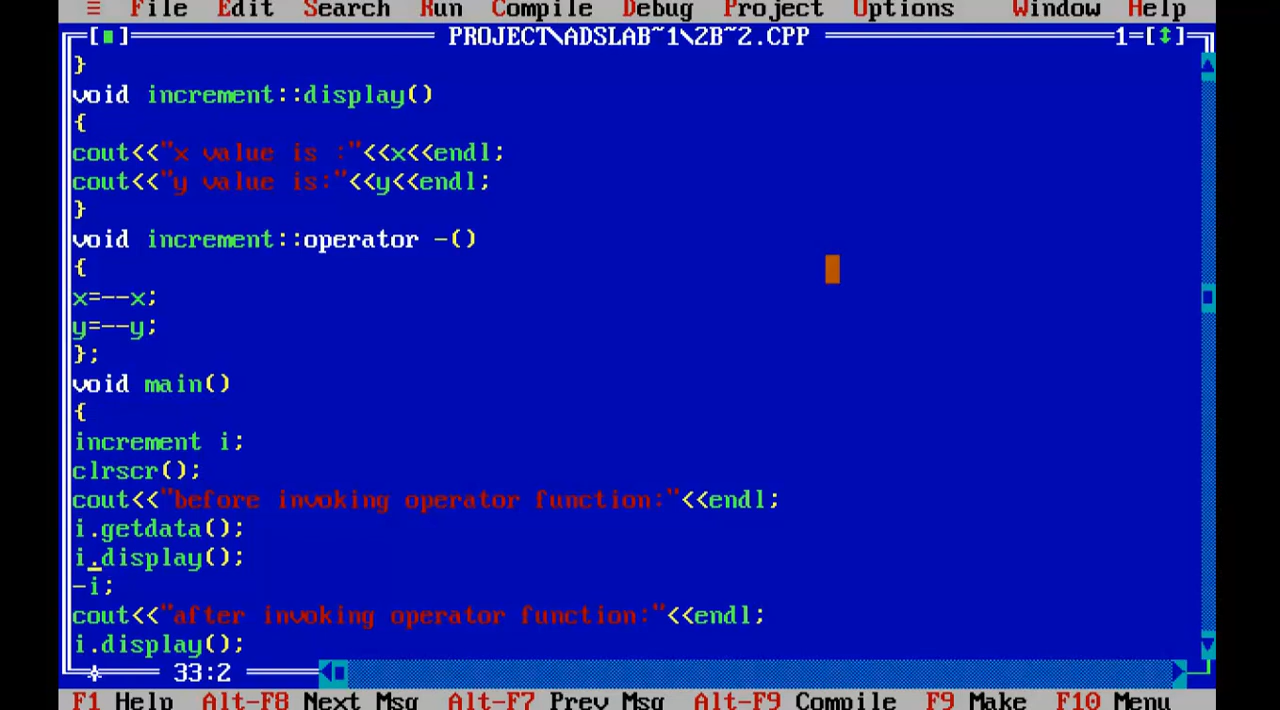 ≡ File Edit Search Run Compile Debug Project Options Window Help
[■] PROJECT\ADSLAB~1\2B~2.CPP 1=[↕]
}
void increment::display()
{
cout<<"x value is :"<<x<<endl;
cout<<"y value is:"<<y<<endl;
}
void increment::operator -()
{
x=--x;
y=--y;
};
void main()
{
increment i;
clrscr();
cout<<"before invoking operator function:"<<endl;
i.getdata();
i.display();
-i;
cout<<"after invoking operator function:"<<endl;
i.display();
33:2
F1 Help Alt-F8 Next Msg Alt-F7 Prev Msg Alt-F9 Compile F9 Make F10 Menu